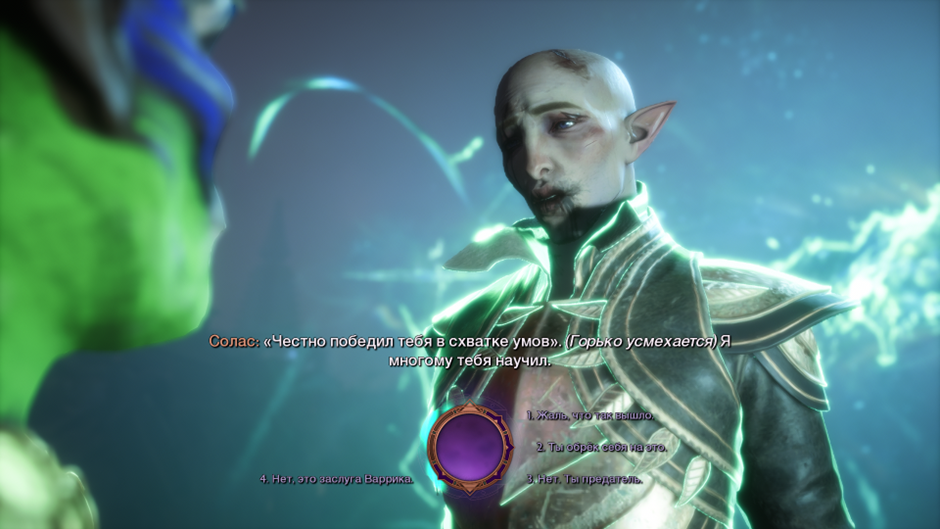 Солас: «Честно победил тебя в схватке умов». (Горько усмехается) Я
многому тебя научил.
1. Жаль, что так вышло.
2. Ты обрёк себя на это.
4. Нет, это заслуга Варрика.
3. Нет. Ты предатель.